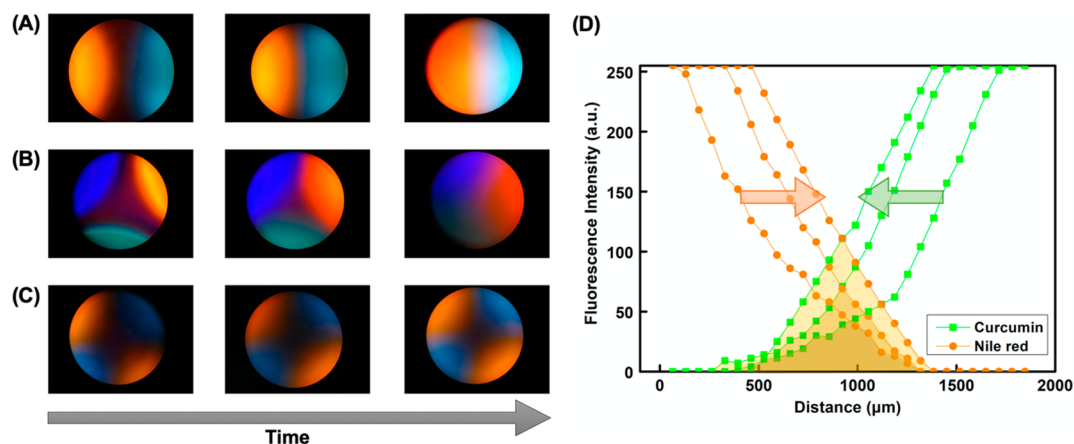 (A)
(B)
(C)
Time
(D)
Fluorescence Intensity (a.u.)
250
200
150
100
50
0
0
500
1000
1500
2000
Distance (µm)
Curcumin
Nile red